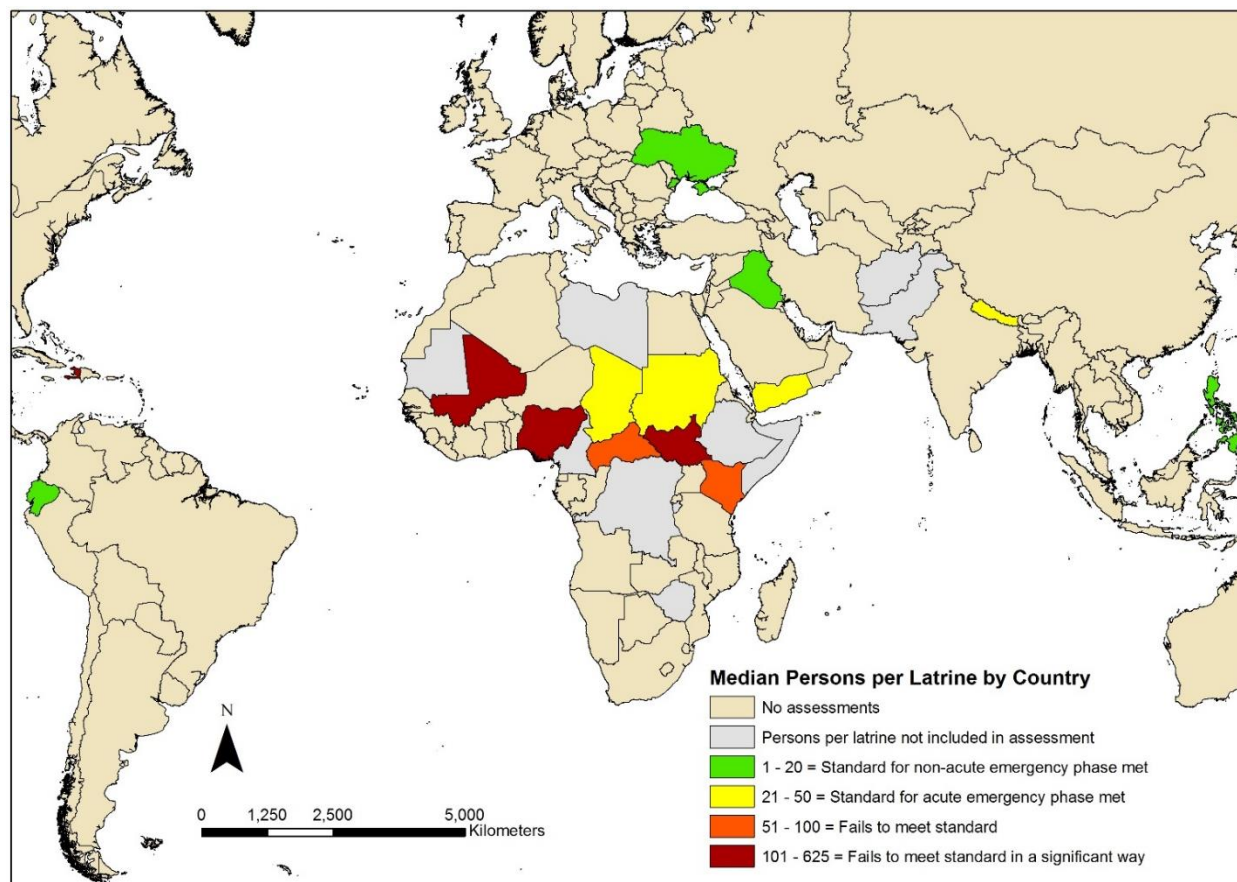 Median Persons per Latrine by Country
No assessments
Persons per latrine not included in assessment
1 - 20 = Standard for non-acute emergency phase met
21 - 50 = Standard for acute emergency phase met
51 - 100 = Fails to meet standard
101 - 625 = Fails to meet standard in a significant way
N
0 1,250 2,500 5,000
Kilometers